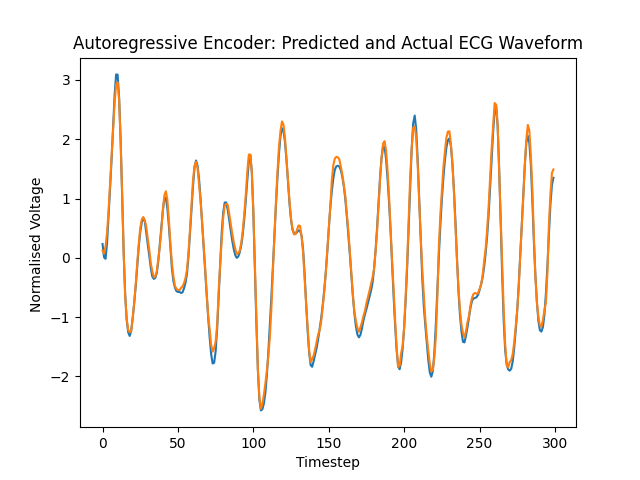 Autoregressive Encoder: Predicted and Actual ECG Waveform
Normalised Voltage
3
2
1
0
−1
−2
0 50 100 150 200 250 300
Timestep